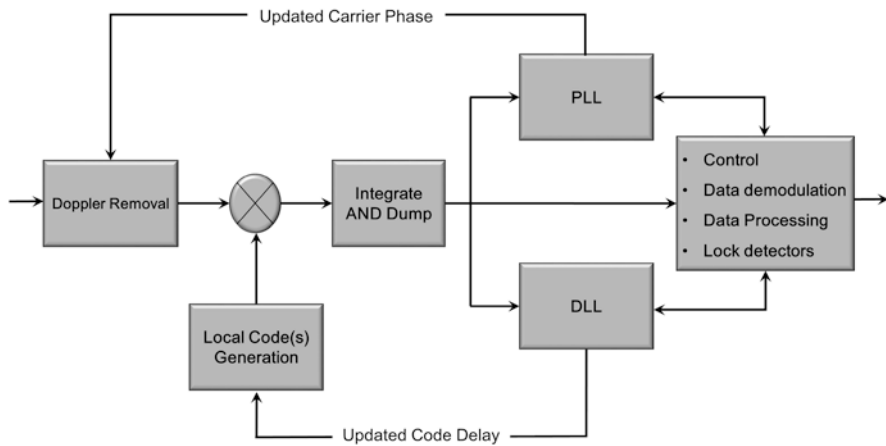 Updated Carrier Phase
PLL
Doppler Removal
Integrate
AND Dump
• Control
• Data demodulation
• Data Processing
• Lock detectors
Local Code(s)
Generation
DLL
Updated Code Delay